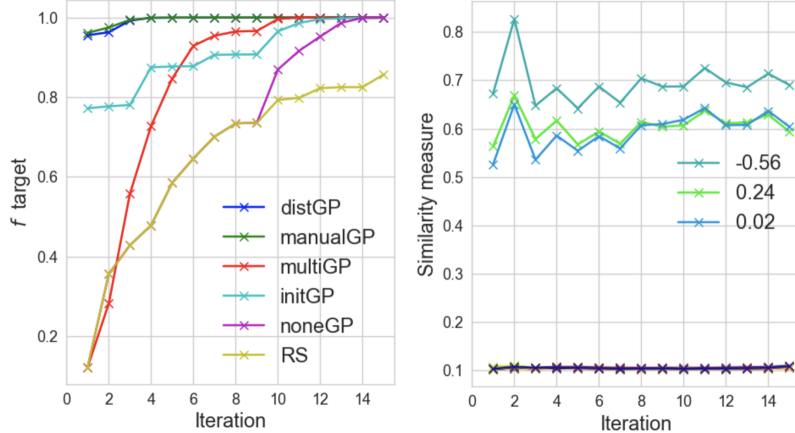 1.0
0.8
0.6
0.4
0.2
f target
0 2 4 6 8 10 12 14
Iteration
distGP
manualGP
multiGP
initGP
noneGP
RS
0.8
0.7
0.6
0.5
0.4
0.3
0.2
0.1
Similarity measure
0 2 4 6 8 10 12 14
Iteration
-0.56
0.24
0.02